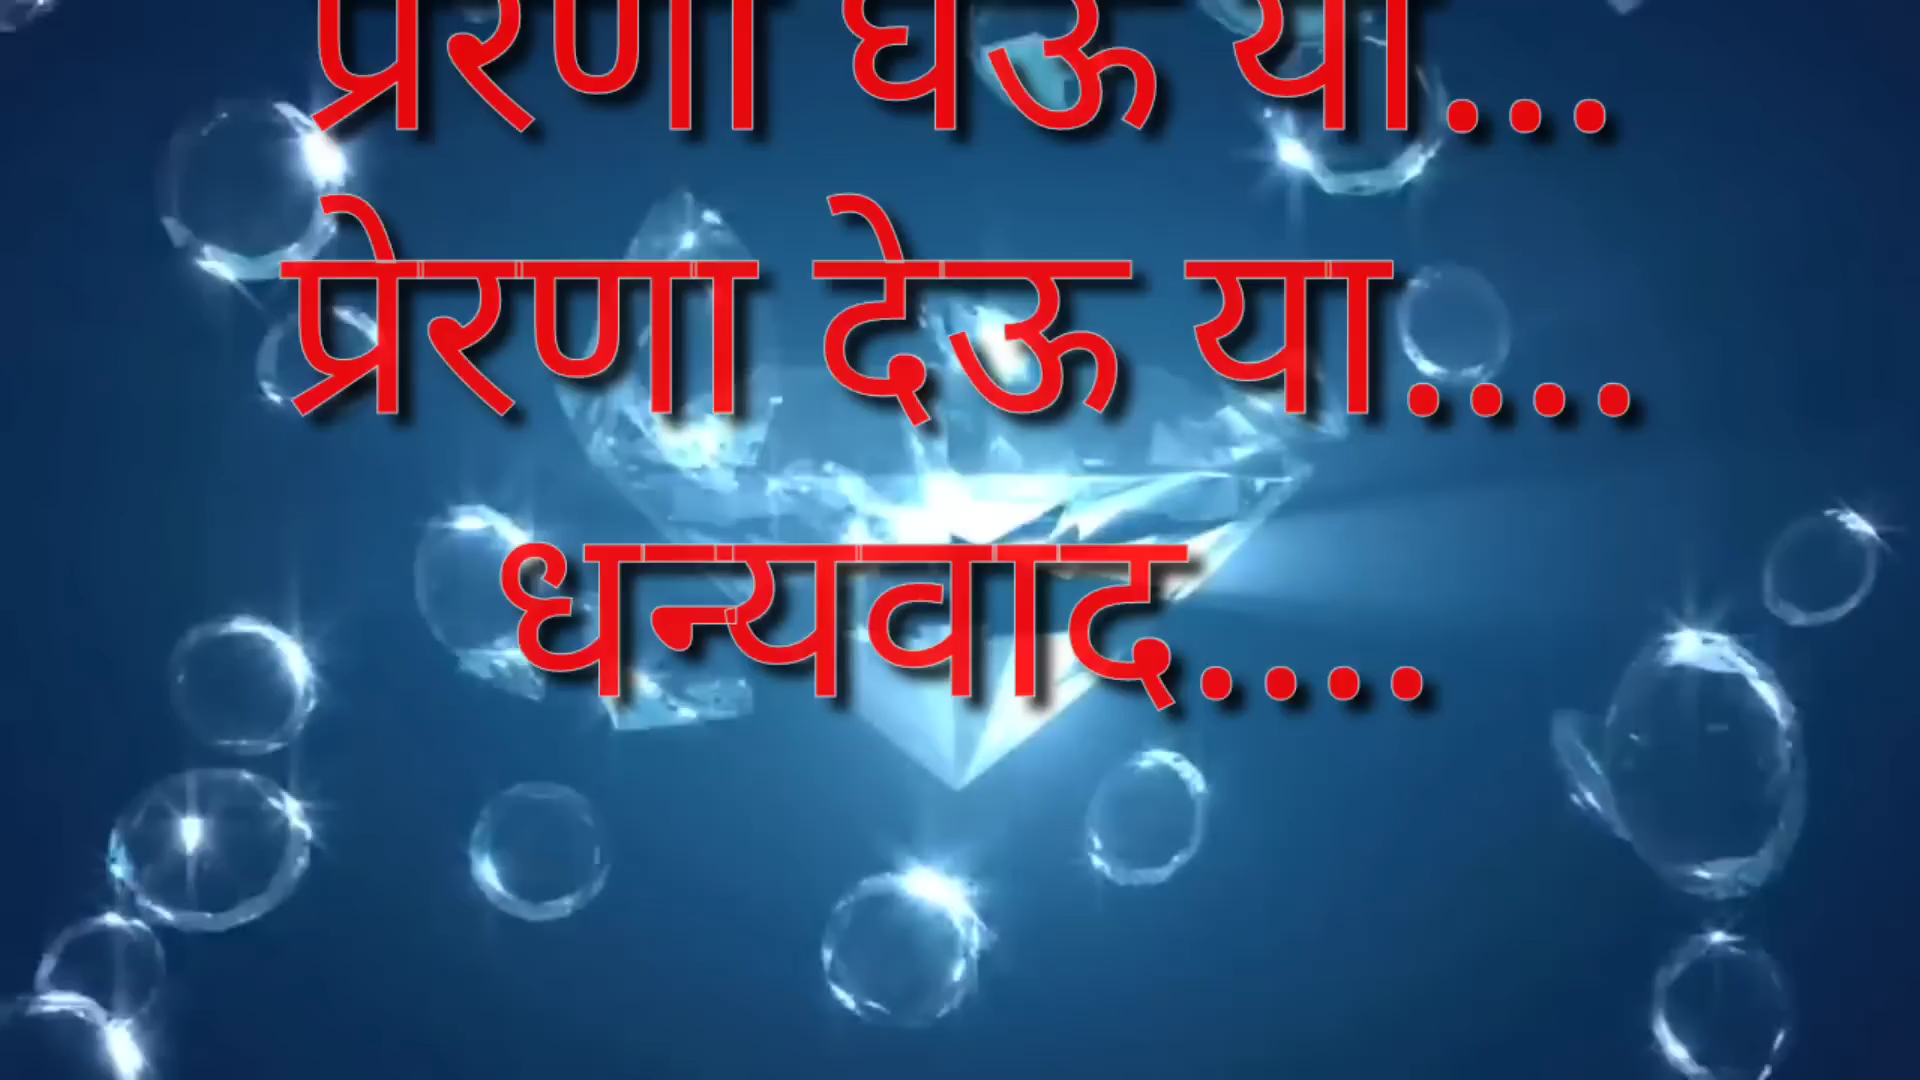 प्रेरणा घेऊ या...
प्रेरणा देऊ या....
धन्यवाद....